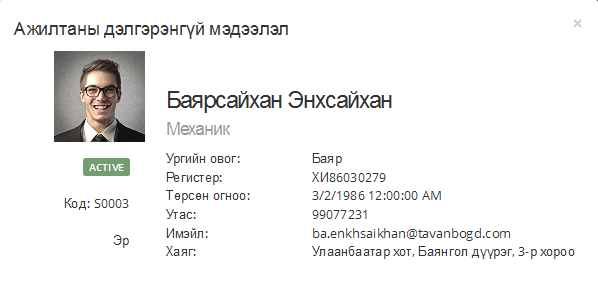 Ажилтаны дэлгэрэнгүй мэдээлэл ×
Баярсайхан Энхсайхан
Механик
ACTIVE
Код: S0003
Эр
Ургийн овог: Баяр
Регистер: ХИ86030279
Төрсөн огноо: 3/2/1986 12:00:00 AM
Утас: 99077231
Имэйл: ba.enkhsaikhan@tavanbogd.com
Хаяг: Улаанбаатар хот, Баянгол дүүрэг, 3-р хороо